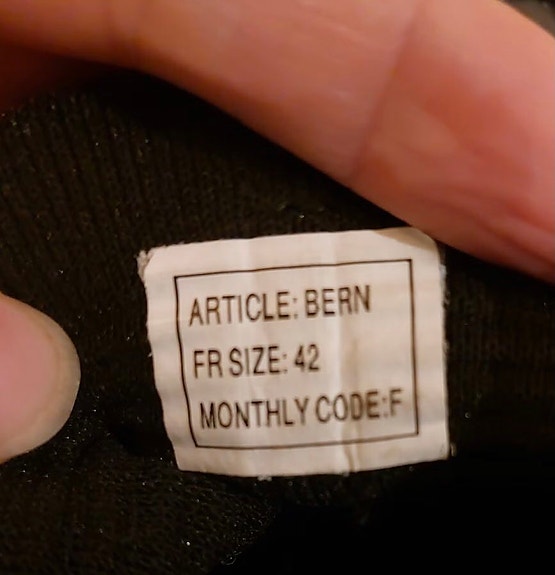 ARTICLE: BERN
FR SIZE: 42
MONTHLY CODE:F